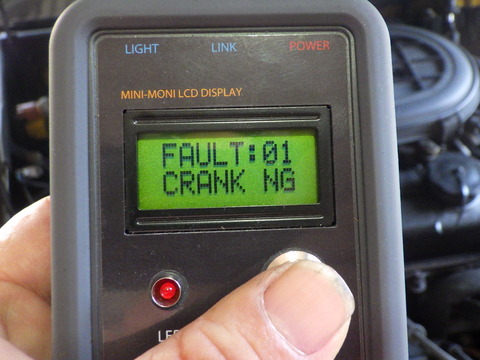 LIGHT LINK POWER
MINI-MONI LCD DISPLAY
FAULT:01
CRANK NG